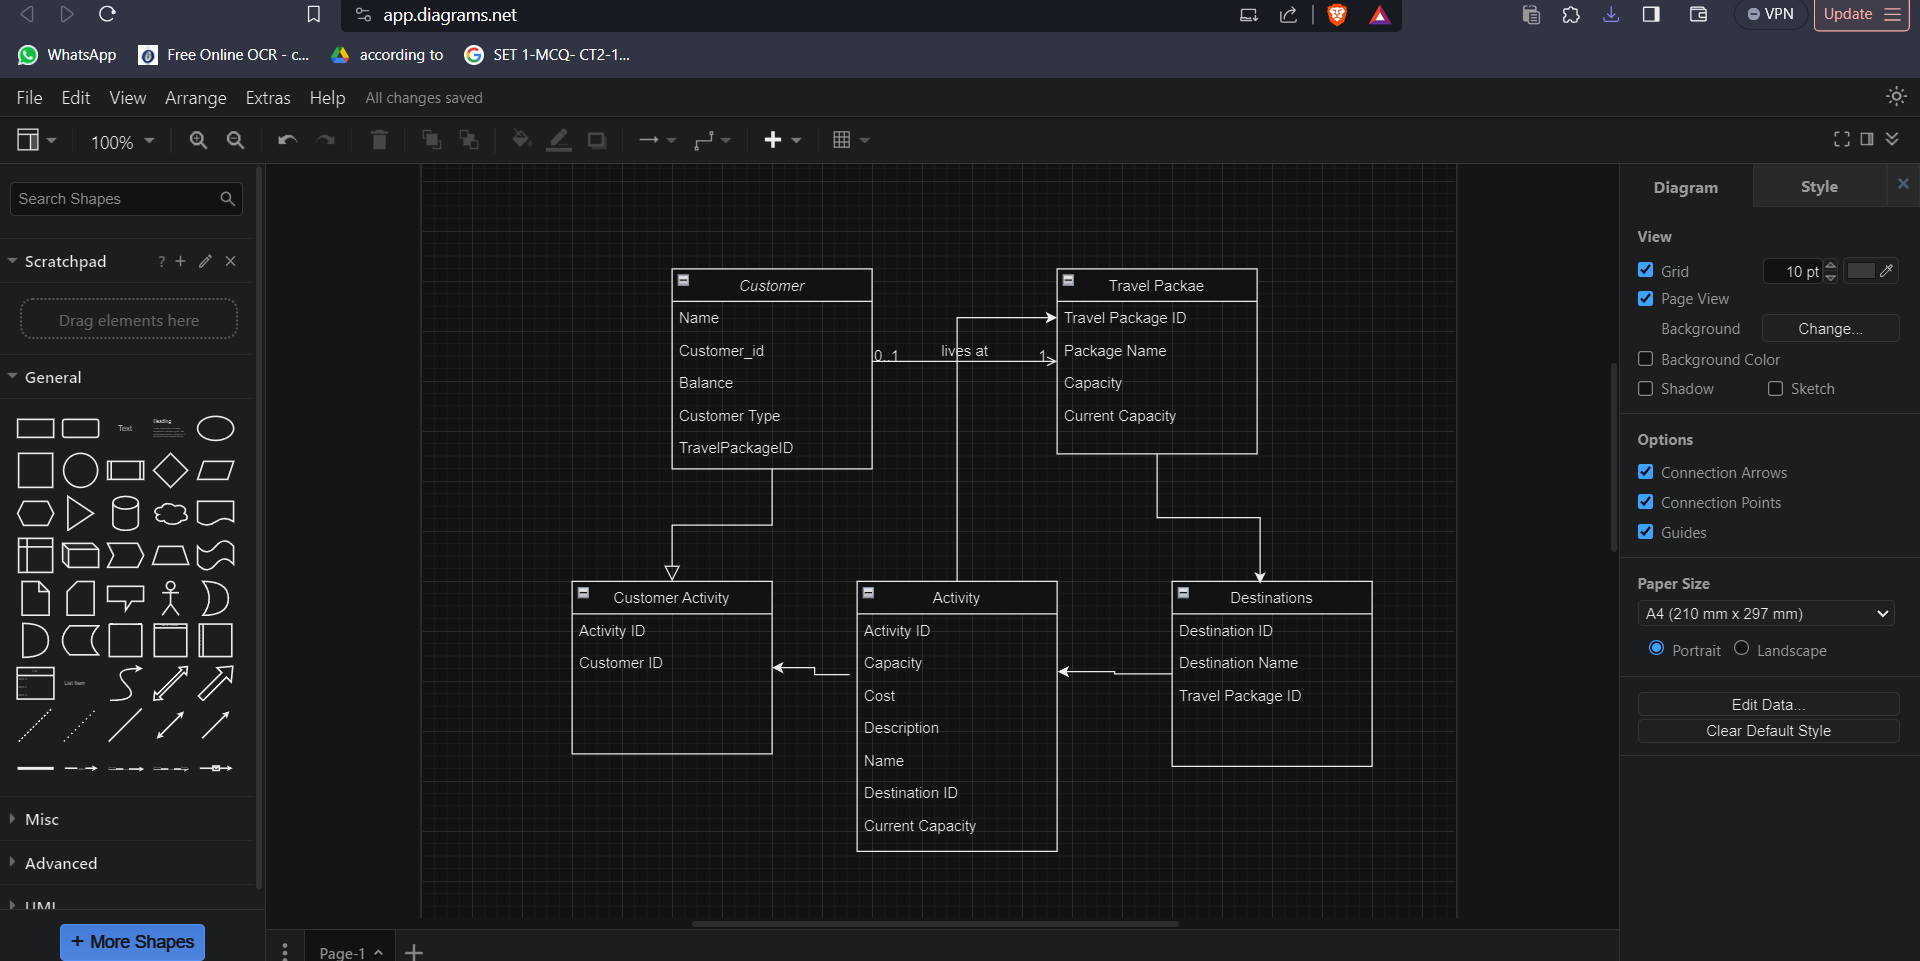 app.diagrams.net
VPN
Update
WhatsApp
Free Online OCR - c...
according to
SET 1-MCQ- CT2-1...
File Edit View Arrange Extras Help All changes saved
100%
Search Shapes
Scratchpad
?
Drag elements here
General
Text
Heading
List Item
Misc
Advanced
UML
+ More Shapes
Customer
Name
Customer_id
Balance
Customer Type
TravelPackageID
0..1
lives at
1
Travel Packae
Travel Package ID
Package Name
Capacity
Current Capacity
Customer Activity
Activity ID
Customer ID
Activity
Activity ID
Capacity
Cost
Description
Name
Destination ID
Current Capacity
Destinations
Destination ID
Destination Name
Travel Package ID
Page-1
Diagram
Style
View
Grid
10 pt
Page View
Background
Change...
Background Color
Shadow
Sketch
Options
Connection Arrows
Connection Points
Guides
Paper Size
A4 (210 mm x 297 mm)
Portrait
Landscape
Edit Data...
Clear Default Style